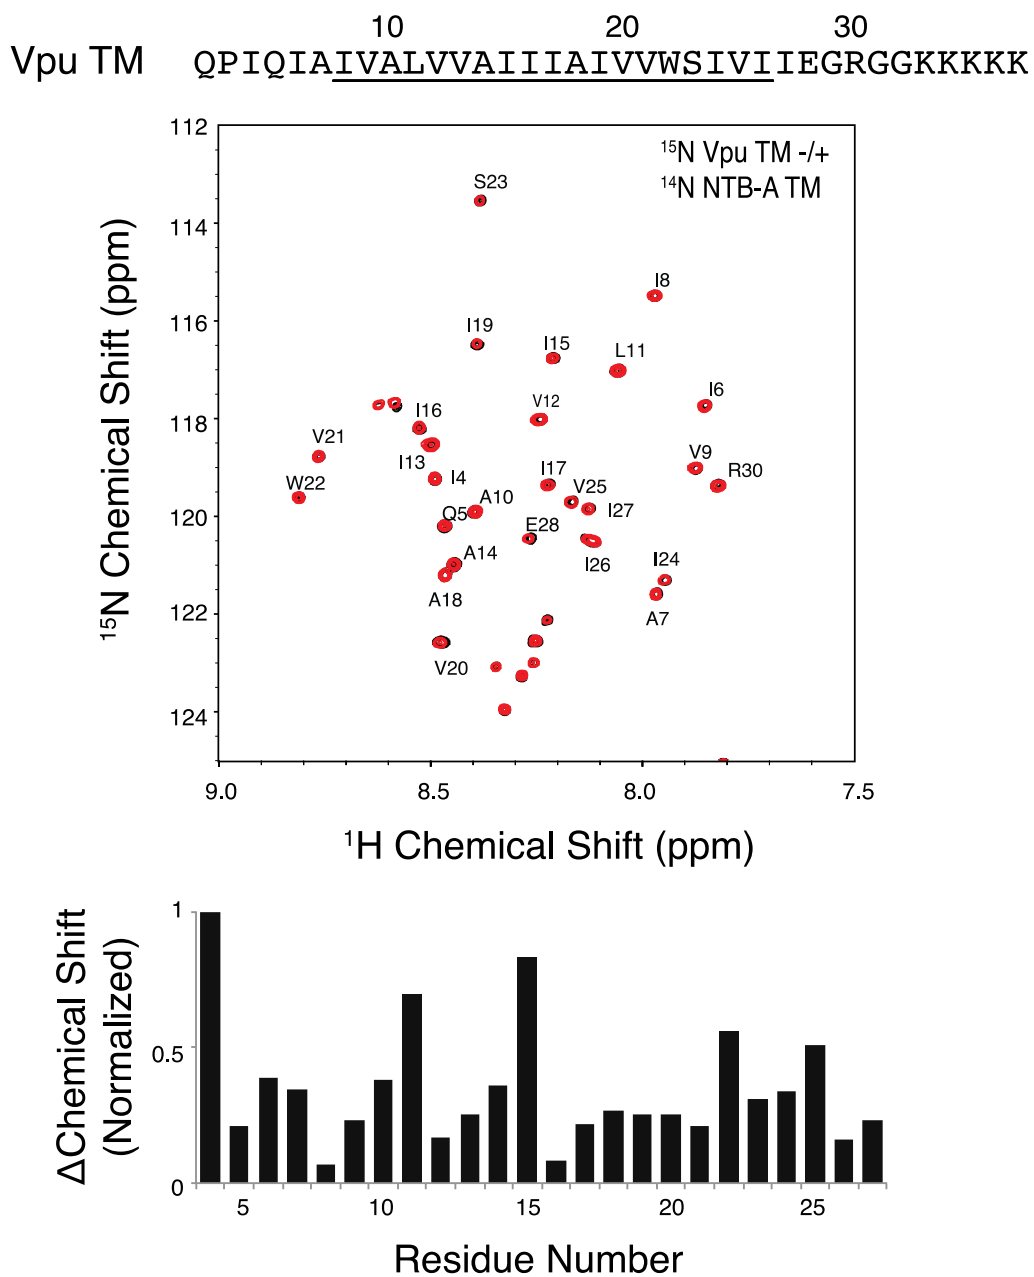 10 20 30
Vpu TM QPIQIAIVALVVAIIIAIVVWSIVIIEGRGGKKKKK
112
¹⁵N Vpu TM -/+
¹⁴N NTB-A TM
S23
114
I8
116
I19
I15
L11
I6
V12
118
I16
V21
I13
I4
I17
V9
R30
W22
V25
A10
I27
120
Q5
E28
I26
A14
I24
A18
A7
122
V20
124
¹⁵N Chemical Shift (ppm)
9.0 8.5 8.0 7.5
¹H Chemical Shift (ppm)
ΔChemical Shift
(Normalized)
1
0.5
0
5 10 15 20 25
Residue Number